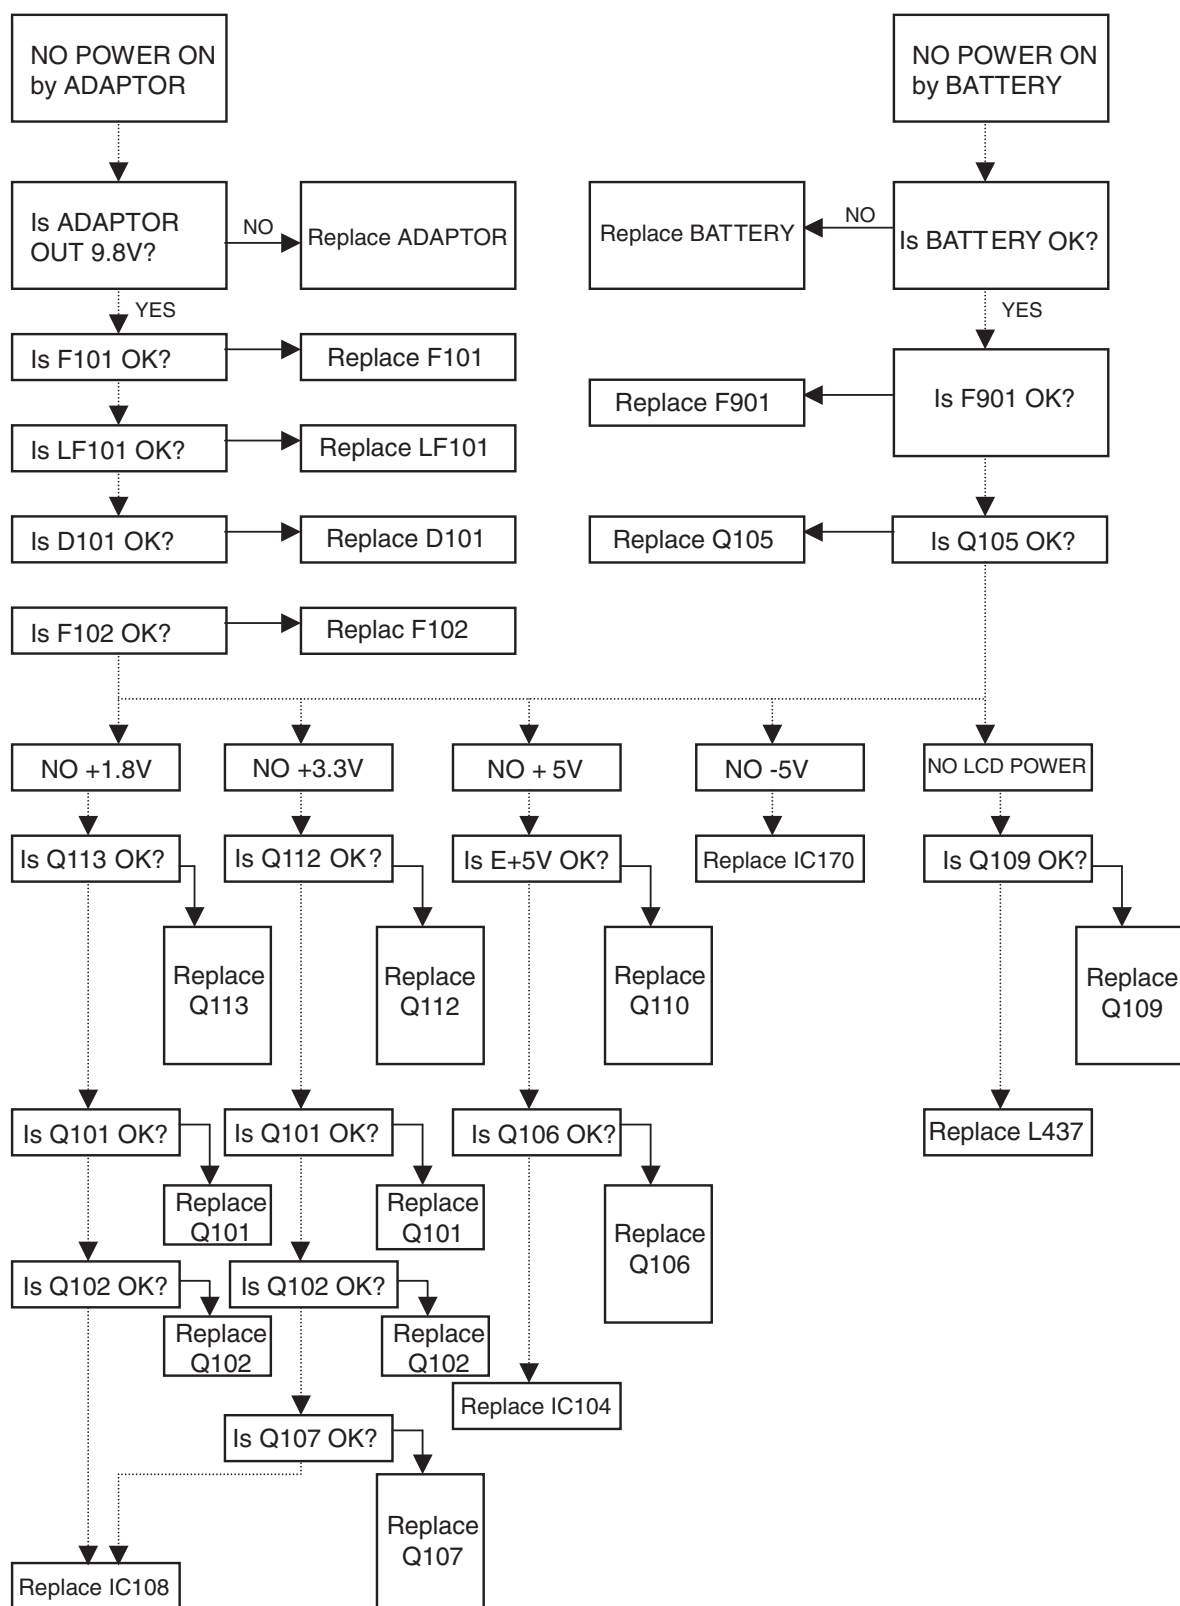 NO POWER ON
by ADAPTOR
NO POWER ON
by BATTERY
Is ADAPTOR
OUT 9.8V?
NO
Replace ADAPTOR
Replace BATTERY
NO
Is BATTERY OK?
YES
YES
Is F101 OK?
Replace F101
Replace F901
Is F901 OK?
Is LF101 OK?
Replace LF101
Is D101 OK?
Replace D101
Replace Q105
Is Q105 OK?
Is F102 OK?
Replac F102
NO +1.8V
NO +3.3V
NO + 5V
NO -5V
NO LCD POWER
Is Q113 OK?
Is Q112 OK?
Is E+5V OK?
Replace IC170
Is Q109 OK?
Replace
Q113
Replace
Q112
Replace
Q110
Replace
Q109
Is Q101 OK?
Is Q101 OK?
Is Q106 OK?
Replace L437
Replace
Q101
Replace
Q101
Replace
Q106
Is Q102 OK?
Is Q102 OK?
Replace
Q102
Replace
Q102
Replace IC104
Is Q107 OK?
Replace
Q107
Replace IC108